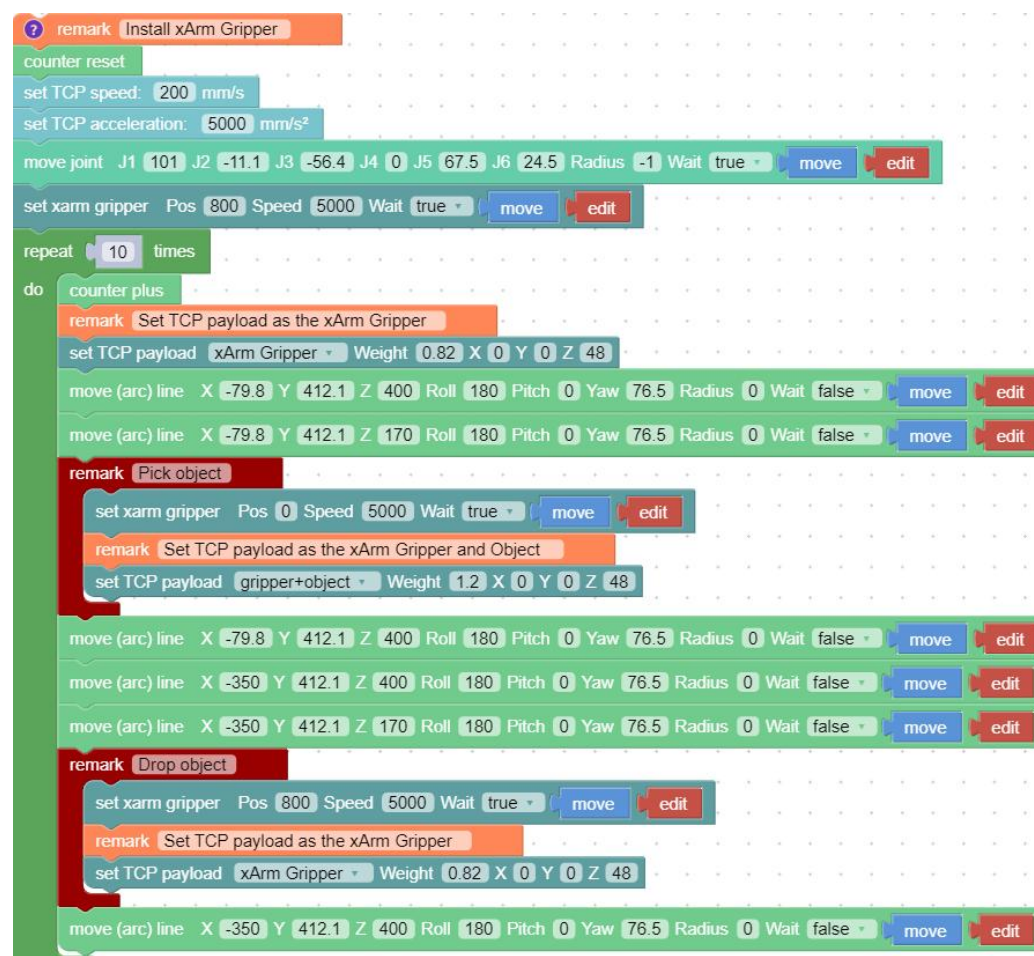 ? remark Install xArm Gripper
counter reset
set TCP speed: 200 mm/s
set TCP acceleration: 5000 mm/s²
move joint J1 101 J2 -11.1 J3 -56.4 J4 0 J5 67.5 J6 24.5 Radius -1 Wait true move edit
set xarm gripper Pos 800 Speed 5000 Wait true move edit
repeat 10 times
do counter plus
remark Set TCP payload as the xArm Gripper
set TCP payload xArm Gripper Weight 0.82 X 0 Y 0 Z 48
move (arc) line X -79.8 Y 412.1 Z 400 Roll 180 Pitch 0 Yaw 76.5 Radius 0 Wait false move edit
move (arc) line X -79.8 Y 412.1 Z 170 Roll 180 Pitch 0 Yaw 76.5 Radius 0 Wait false move edit
remark Pick object
set xarm gripper Pos 0 Speed 5000 Wait true move edit
remark Set TCP payload as the xArm Gripper and Object
set TCP payload gripper+object Weight 1.2 X 0 Y 0 Z 48
move (arc) line X -79.8 Y 412.1 Z 400 Roll 180 Pitch 0 Yaw 76.5 Radius 0 Wait false move edit
move (arc) line X -350 Y 412.1 Z 400 Roll 180 Pitch 0 Yaw 76.5 Radius 0 Wait false move edit
move (arc) line X -350 Y 412.1 Z 170 Roll 180 Pitch 0 Yaw 76.5 Radius 0 Wait false move edit
remark Drop object
set xarm gripper Pos 800 Speed 5000 Wait true move edit
remark Set TCP payload as the xArm Gripper
set TCP payload xArm Gripper Weight 0.82 X 0 Y 0 Z 48
move (arc) line X -350 Y 412.1 Z 400 Roll 180 Pitch 0 Yaw 76.5 Radius 0 Wait false move edit